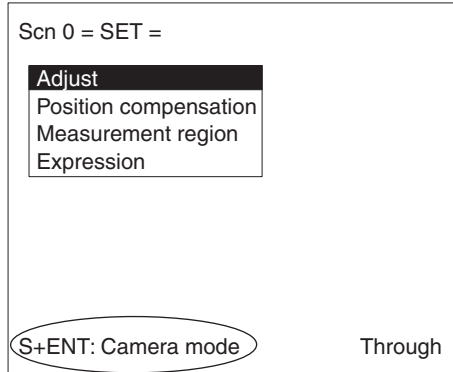 Scn 0 = SET =
Adjust
Position compensation
Measurement region
Expression
S+ENT: Camera mode Through